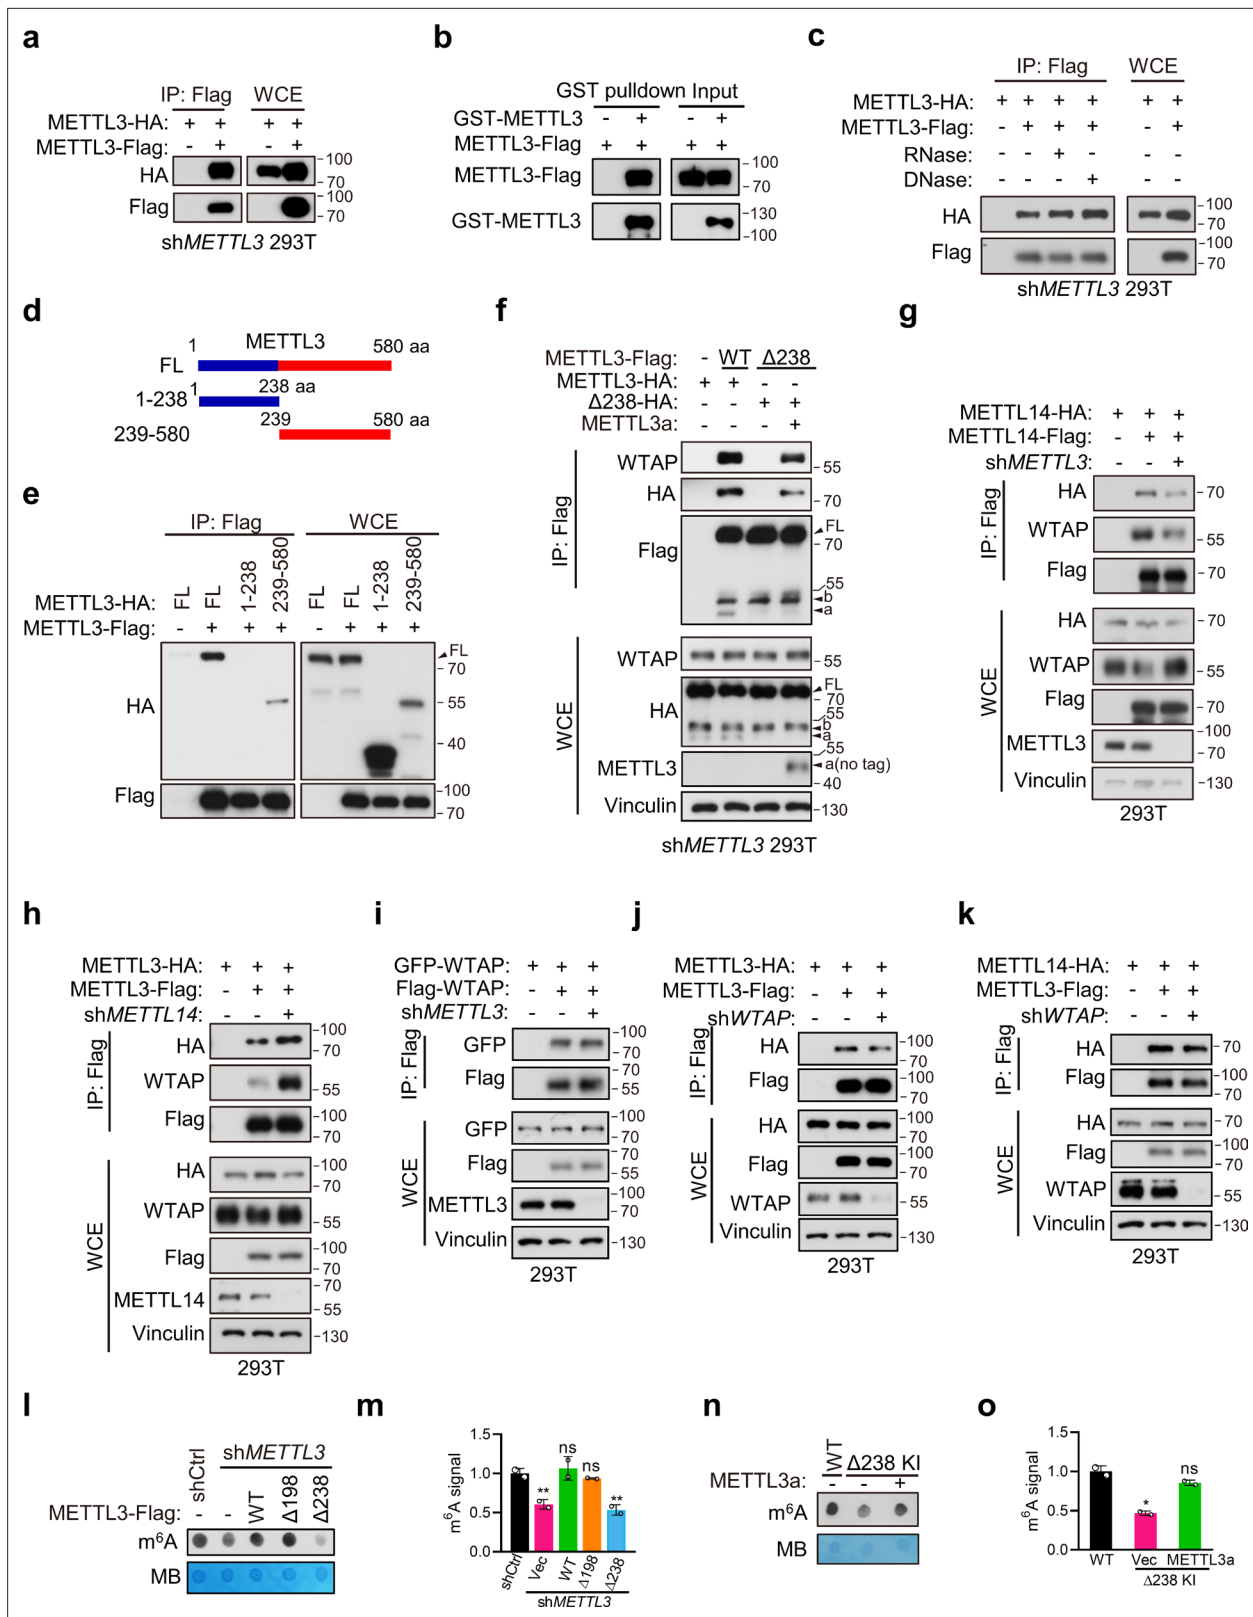 a
IP: Flag WCE
METTL3-HA: + + + +
METTL3-Flag: - + - +
HA -100 -70
Flag -100 -70
shMETTL3 293T
b
GST pulldown Input
GST-METTL3 - + - +
METTL3-Flag + + + +
METTL3-Flag -100 -70
GST-METTL3 -130 -100
c
IP: Flag WCE
METTL3-HA: + + + + + +
METTL3-Flag: - + + + - +
RNase: - - + - - -
DNase: - - - + - -
HA -100 -70
Flag -100 -70
shMETTL3 293T
d
1 METTL3 580 aa
FL
1 238 aa
1-238
239 580 aa
239-580
e
IP: Flag WCE
METTL3-HA: FL FL 1-238 239-580 FL FL 1-238 239-580
METTL3-Flag: - + + + - + + +
HA FL -70 -55 -40
Flag -100 -70
f
METTL3-Flag: - WT Δ238
METTL3-HA: + + - -
Δ238-HA: - - + +
METTL3a: - - - +
IP: Flag
WTAP -55
HA -70
Flag FL -70 55 b a
WCE
WTAP -55
HA FL -70 55 b a
METTL3 55 a(no tag) 40
Vinculin -130
shMETTL3 293T
g
METTL14-HA: + + +
METTL14-Flag: - + +
shMETTL3: - - +
IP: Flag
HA -70
WTAP -55
Flag -70
WCE
HA -70
WTAP -55
Flag -70
METTL3 -100 -70
Vinculin -130
293T
h
METTL3-HA: + + +
METTL3-Flag: - + +
shMETTL14: - - +
IP: Flag
HA -100 -70
WTAP -55
Flag -100 -70
WCE
HA -100 -70
WTAP -55
Flag -100 -70
METTL14 -70 -55
Vinculin -130
293T
i
GFP-WTAP: + + +
Flag-WTAP: - + +
shMETTL3: - - +
IP: Flag
GFP -100 -70
Flag -70 -55
WCE
GFP -100 -70
Flag -70 -55
METTL3 -100 -70
Vinculin -130
293T
j
METTL3-HA: + + +
METTL3-Flag: - + +
shWTAP: - - +
IP: Flag
HA -100 -70
Flag -100 -70
WCE
HA -100 -70
Flag -100 -70
WTAP -55
Vinculin -130
293T
k
METTL14-HA: + + +
METTL3-Flag: - + +
shWTAP: - - +
IP: Flag
HA -70
Flag -100 -70
WCE
HA -100 -70
Flag -100 -70
WTAP -55
Vinculin -130
293T
l
shCtrl shMETTL3
METTL3-Flag: - - WT Δ198 Δ238
m⁶A
MB
m
m⁶A signal
1.5
1.0
0.5
0.0
** ns ns **
shCtrl Vec WT Δ198 Δ238
shMETTL3
n
WT Δ238 KI
METTL3a: - - +
m⁶A
MB
o
m⁶A signal
1.5
1.0
0.5
0.0
* ns
WT Vec METTL3a
Δ238 KI